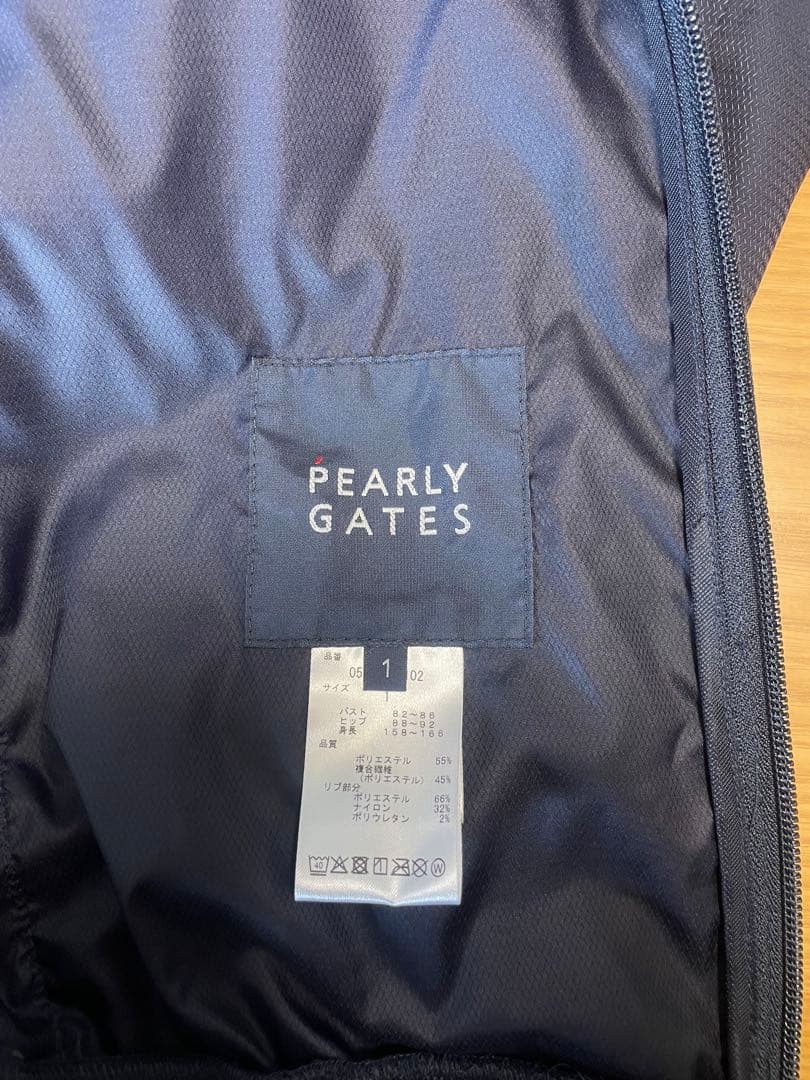 PEARLY
GATES
1
品番
05 02
サイズ
1
バスト 82~86
ヒップ 88~92
身長 158~166
品質
ポリエステル 55%
複合繊維
(ポリエステル) 45%
リブ部分
ポリエステル 66%
ナイロン 32%
ポリウレタン 2%
40 W